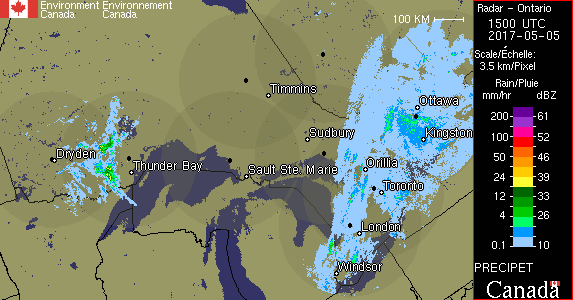 Environment Environnement
Canada Canada
100 KM
Timmins
Ottawa
Sudbury
Kingston
Dryden
Thunder Bay
Sault Ste. Marie
Orillia
Toronto
London
Windsor
Radar - Ontario
1500 UTC
2017-05-05
Scale/Échelle:
3.5 km/Pixel
Rain/Pluie
mm/hr dBZ
200 61
100 52
50 46
24 39
12 33
4 26
0.1 10
PRECIPET
Canada